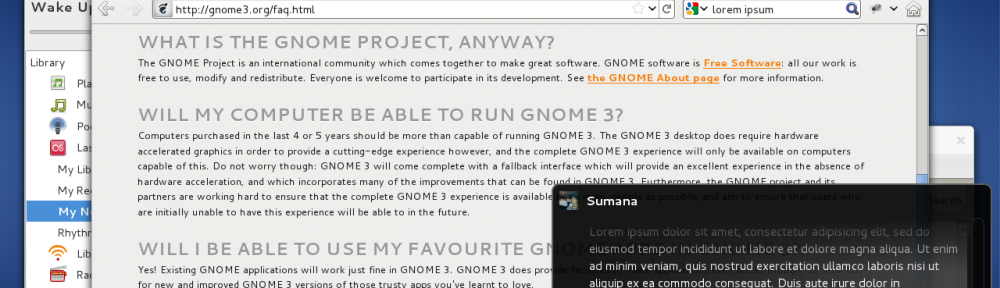 Wake Up
http://gnome3.org/faq.html
lorem ipsum
Library
Pla
Mu
Po
Las
My Lib
My Re
My N
Rhyth
Lib
Rad
WHAT IS THE GNOME PROJECT, ANYWAY?
The GNOME Project is an international community which comes together to make great software. GNOME software is Free Software: all our work is
free to use, modify and redistribute. Everyone is welcome to participate in its development. See the GNOME About page for more information.
WILL MY COMPUTER BE ABLE TO RUN GNOME 3?
Computers purchased in the last 4 or 5 years should be more than capable of running GNOME 3. The GNOME 3 desktop does require hardware
accelerated graphics in order to provide a cutting-edge experience however, and the complete GNOME 3 experience will only be available on computers
capable of this. Do not worry though: GNOME 3 will come complete with a fallback interface which will provide an excellent experience in the absence of
hardware acceleration, and which incorporates many of the improvements that can be found in GNOME 3. Furthermore, the GNOME project and its
partners are working hard to ensure that the complete GNOME 3 experience is available as possible, and aim to ensure that users who
are initially unable to have this experience will be able to in the future.
WILL I BE ABLE TO USE MY FAVOURITE GNOM
Yes! Existing GNOME applications will work just fine in GNOME 3. GNOME 3 does provide
for new and improved GNOME 3 versions of those trusty apps you've learnt to love.
Search
Sumana
Lorem ipsum dolor sit amet, consectetur adipisicing elit, sed do
eiusmod tempor incididunt ut labore et dolore magna aliqua. Ut enim
ad minim veniam, quis nostrud exercitation ullamco laboris nisi ut
aliquip ex ea commodo consequat. Duis aute irure dolor in